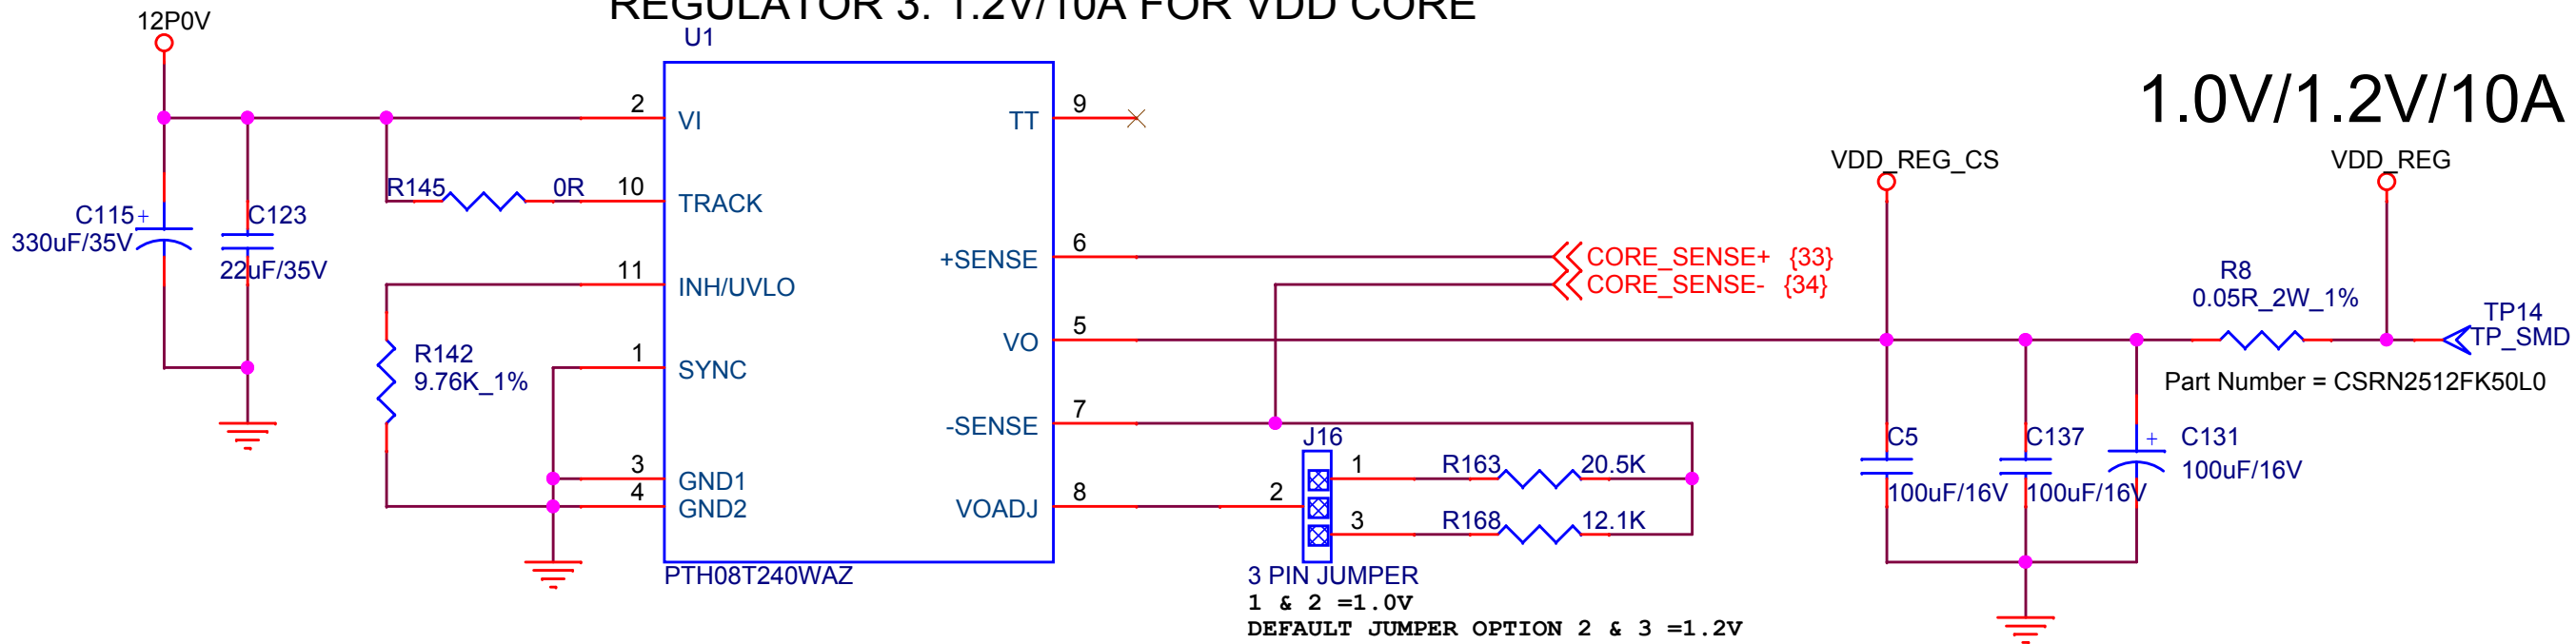 REGULATOR 3. 1.2V/10A FOR VDD CORE
12P0V
U1
1.0V/1.2V/10A
2 VI
TT 9
VDD_REG_CS
VDD_REG
R145 0R 10 TRACK
C115 +
330uF/35V
C123
22uF/35V
+SENSE 6
CORE_SENSE+ {33}
CORE_SENSE- {34}
11 INH/UVLO
R8
0.05R_2W_1%
VO 5
TP14
TP_SMD
R142
9.76K_1%
1 SYNC
Part Number = CSRN2512FK50L0
-SENSE 7
J16
C5
100uF/16V
C137
100uF/16V
+ C131
100uF/16V
1 R163 20.5K
3 GND1
4 GND2
VOADJ 8
2
3 R168 12.1K
PTH08T240WAZ
3 PIN JUMPER
1 & 2 =1.0V
DEFAULT JUMPER OPTION 2 & 3 =1.2V